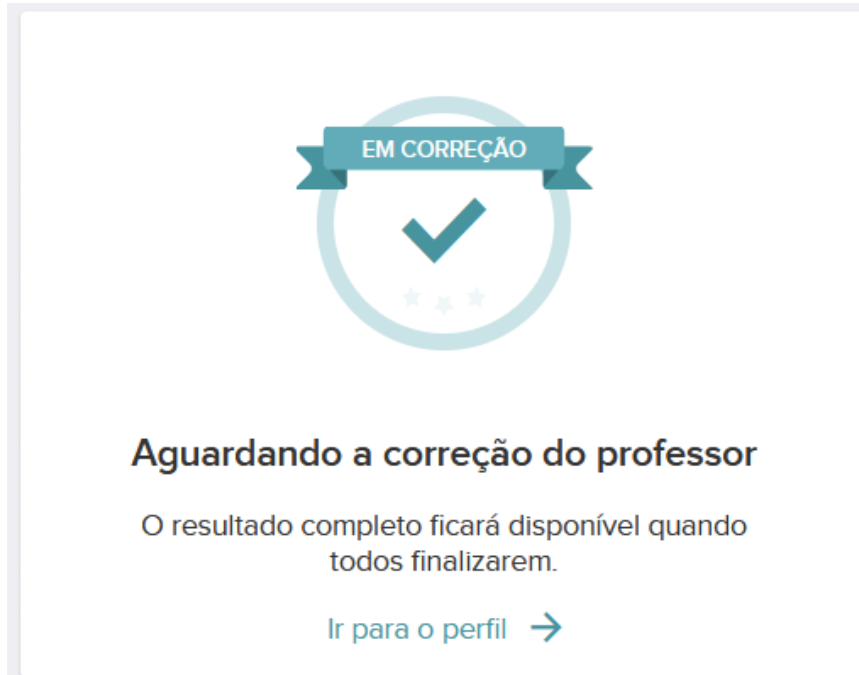 EM CORREÇÃO
Aguardando a correção do professor
O resultado completo ficará disponível quando
todos finalizarem.
Ir para o perfil →